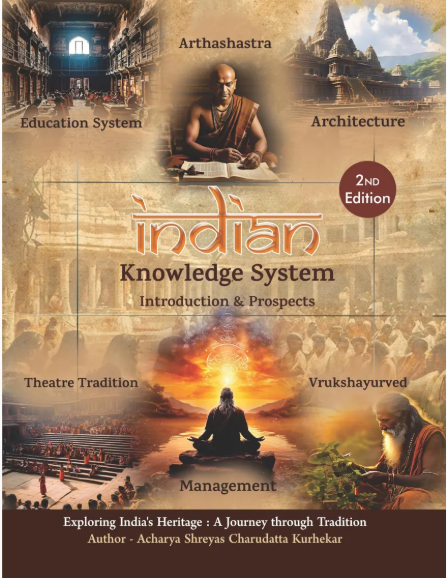 Arthashastra
Education System
Architecture
2ND
Edition
indian
Knowledge System
Introduction & Prospects
Theatre Tradition
Vrukshayurved
Management
Exploring India's Heritage : A Journey through Tradition
Author - Acharya Shreyas Charudatta Kurhekar